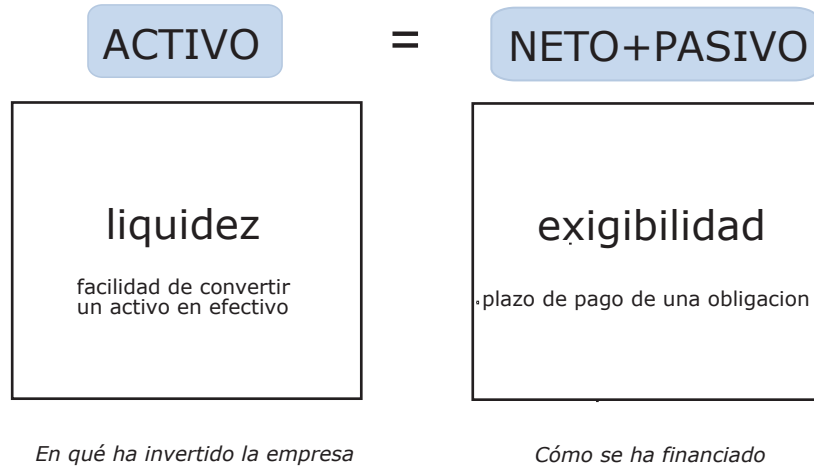 ACTIVO = NETO+PASIVO
liquidez
facilidad de convertir
un activo en efectivo
exigibilidad
plazo de pago de una obligacion
En qué ha invertido la empresa
Cómo se ha financiado